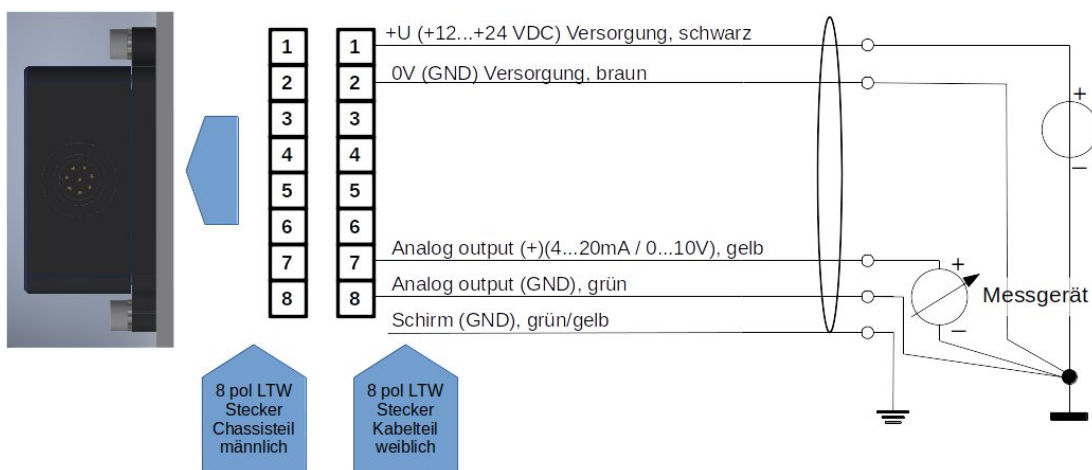 1
2
3
4
5
6
7
8
1
2
3
4
5
6
7
8
+U (+12...+24 VDC) Versorgung, schwarz
0V (GND) Versorgung, braun
Analog output (+)(4...20mA / 0...10V), gelb
Analog output (GND), grün
Schirm (GND), grün/gelb
+
–
+
–
Messgerät
8 pol LTW
Stecker
Chassisteil
männlich
8 pol LTW
Stecker
Kabelteil
weiblich